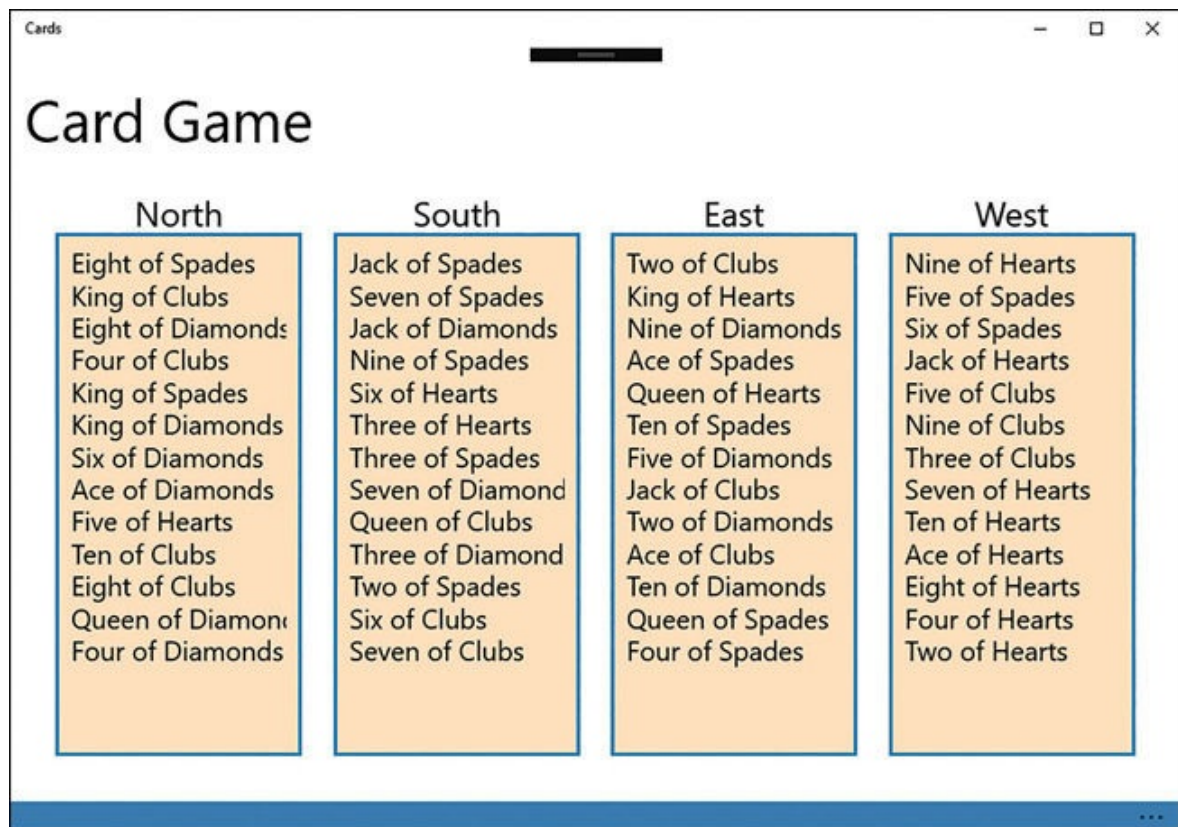 Cards
Card Game
North
Eight of Spades
King of Clubs
Eight of Diamonds
Four of Clubs
King of Spades
King of Diamonds
Six of Diamonds
Ace of Diamonds
Five of Hearts
Ten of Clubs
Eight of Clubs
Queen of Diamon
Four of Diamonds
South
Jack of Spades
Seven of Spades
Jack of Diamonds
Nine of Spades
Six of Hearts
Three of Hearts
Three of Spades
Seven of Diamond
Queen of Clubs
Three of Diamond
Two of Spades
Six of Clubs
Seven of Clubs
East
Two of Clubs
King of Hearts
Nine of Diamonds
Ace of Spades
Queen of Hearts
Ten of Spades
Five of Diamonds
Jack of Clubs
Two of Diamonds
Ace of Clubs
Ten of Diamonds
Queen of Spades
Four of Spades
West
Nine of Hearts
Five of Spades
Six of Spades
Jack of Hearts
Five of Clubs
Nine of Clubs
Three of Clubs
Seven of Hearts
Ten of Hearts
Ace of Hearts
Eight of Hearts
Four of Hearts
Two of Hearts